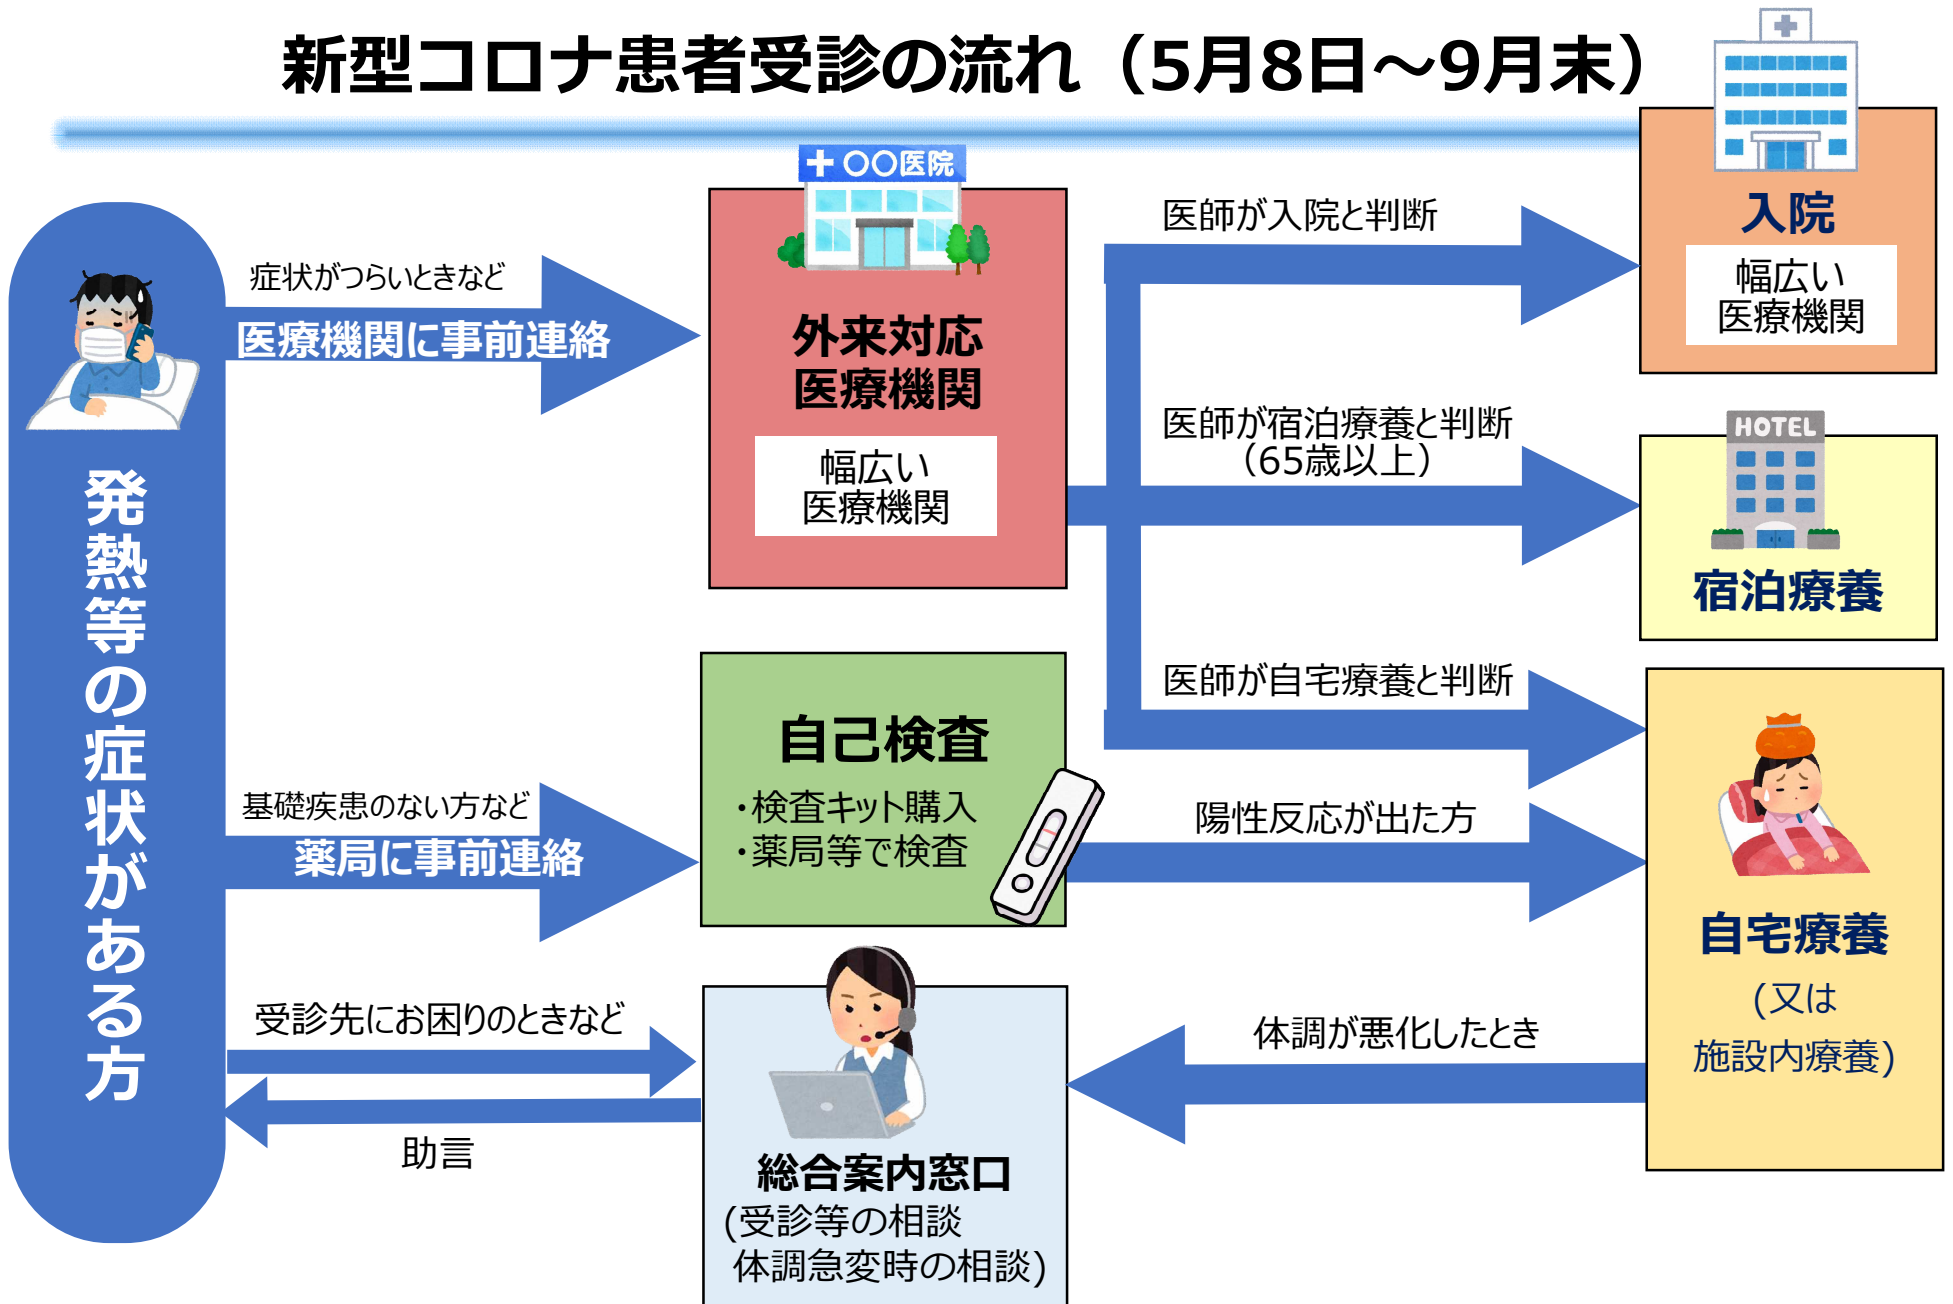 新型コロナ患者受診の流れ（5月8日～9月末）
発熱等の症状がある方
症状がつらいときなど
医療機関に事前連絡
基礎疾患のない方など
薬局に事前連絡
受診先にお困りのときなど
助言
〇〇医院
外来対応
医療機関
幅広い
医療機関
自己検査
・検査キット購入
・薬局等で検査
総合案内窓口
(受診等の相談
体調急変時の相談)
医師が入院と判断
医師が宿泊療養と判断
（65歳以上）
医師が自宅療養と判断
陽性反応が出た方
体調が悪化したとき
入院
幅広い
医療機関
HOTEL
宿泊療養
自宅療養
(又は
施設内療養)